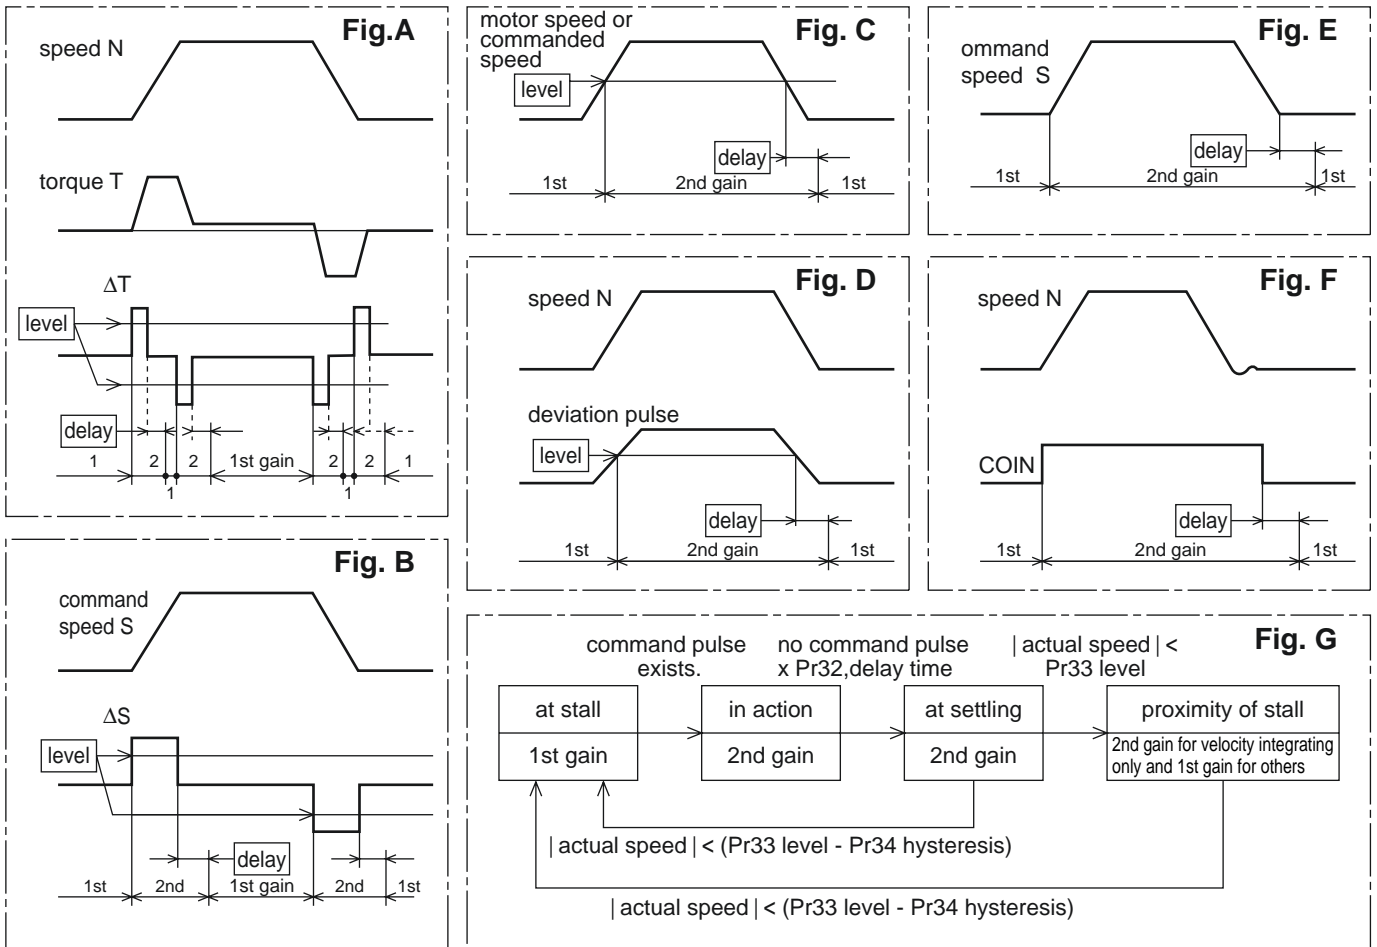 Fig.A
speed N
torque T
ΔT
level
delay
1 2 2 1st gain 2 2 1
1 1
Fig. B
command
speed S
ΔS
level
delay
1st 2nd 1st gain 2nd 1st
Fig. C
motor speed or
commanded
speed
level
delay
1st 2nd gain 1st
Fig. D
speed N
deviation pulse
level
delay
1st 2nd gain 1st
Fig. E
ommand
speed S
delay
1st 2nd gain 1st
Fig. F
speed N
COIN
delay
1st 2nd gain 1st
Fig. G
command pulse
exists.
no command pulse
x Pr32,delay time
| actual speed | <
Pr33 level
at stall
1st gain
in action
2nd gain
at settling
2nd gain
proximity of stall
2nd gain for velocity integrating
only and 1st gain for others
| actual speed | < (Pr33 level - Pr34 hysteresis)
| actual speed | < (Pr33 level - Pr34 hysteresis)